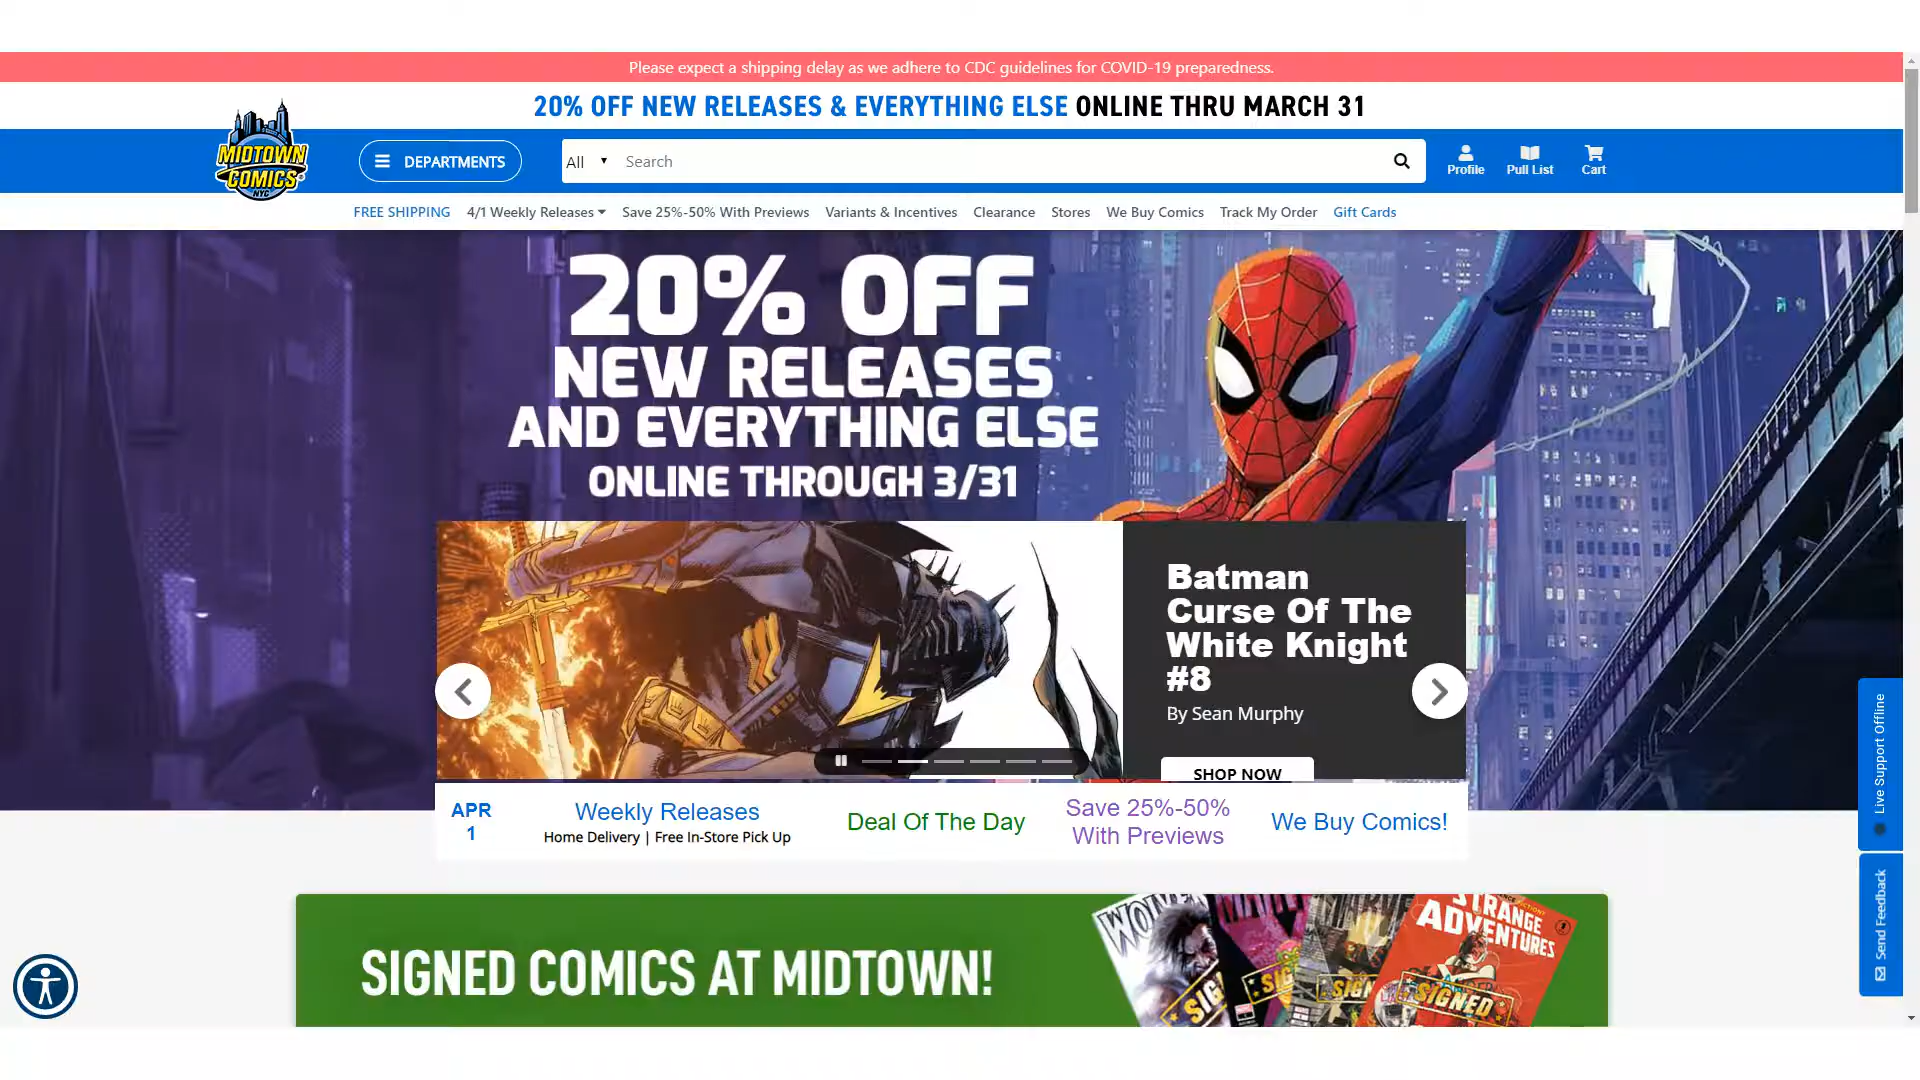 Please expect a shipping delay as we adhere to CDC guidelines for COVID-19 preparedness.
20% OFF NEW RELEASES & EVERYTHING ELSE ONLINE THRU MARCH 31
MIDTOWN
COMICS
NYC
DEPARTMENTS
All
Search
Profile
Pull List
Cart
FREE SHIPPING
4/1 Weekly Releases
Save 25%-50% With Previews
Variants & Incentives
Clearance
Stores
We Buy Comics
Track My Order
Gift Cards
20% OFF
NEW RELEASES
AND EVERYTHING ELSE
ONLINE THROUGH 3/31
Batman
Curse Of The
White Knight
#8
By Sean Murphy
SHOP NOW
APR
1
Weekly Releases
Home Delivery | Free In-Store Pick Up
Deal Of The Day
Save 25%-50%
With Previews
We Buy Comics!
Live Support Offline
Send Feedback
SIGNED COMICS AT MIDTOWN!
STRANGE
ADVENTURES
SIGNED